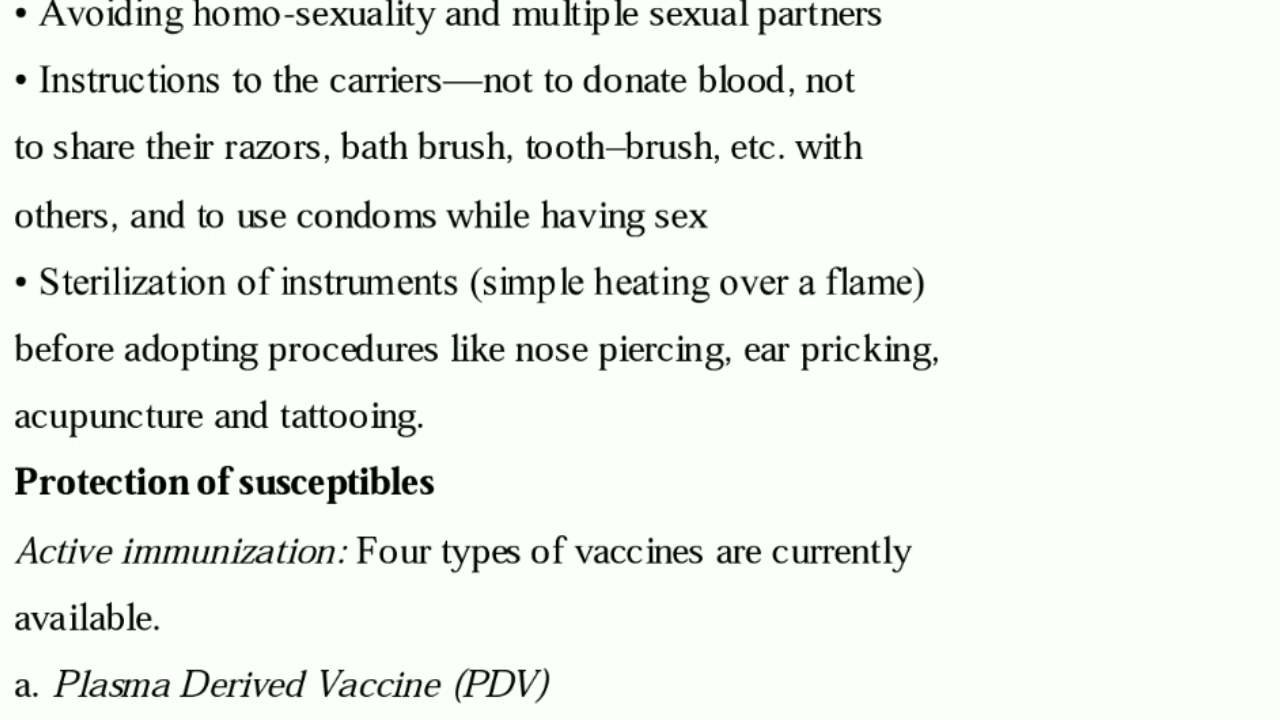 • Avoiding homo-sexuality and multiple sexual partners
• Instructions to the carriers—not to donate blood, not
to share their razors, bath brush, tooth–brush, etc. with
others, and to use condoms while having sex
• Sterilization of instruments (simple heating over a flame)
before adopting procedures like nose piercing, ear pricking,
acupuncture and tattooing.
Protection of susceptibles
Active immunization: Four types of vaccines are currently
available.
a. Plasma Derived Vaccine (PDV)